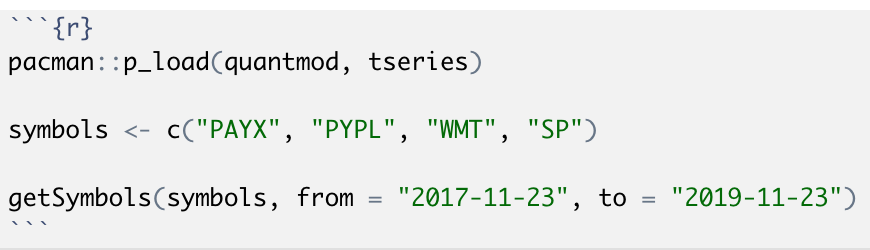 ```{r}
pacman::p_load(quantmod, tseries)
symbols <- c("PAYX", "PYPL", "WMT", "SP")
getSymbols(symbols, from = "2017-11-23", to = "2019-11-23")
```